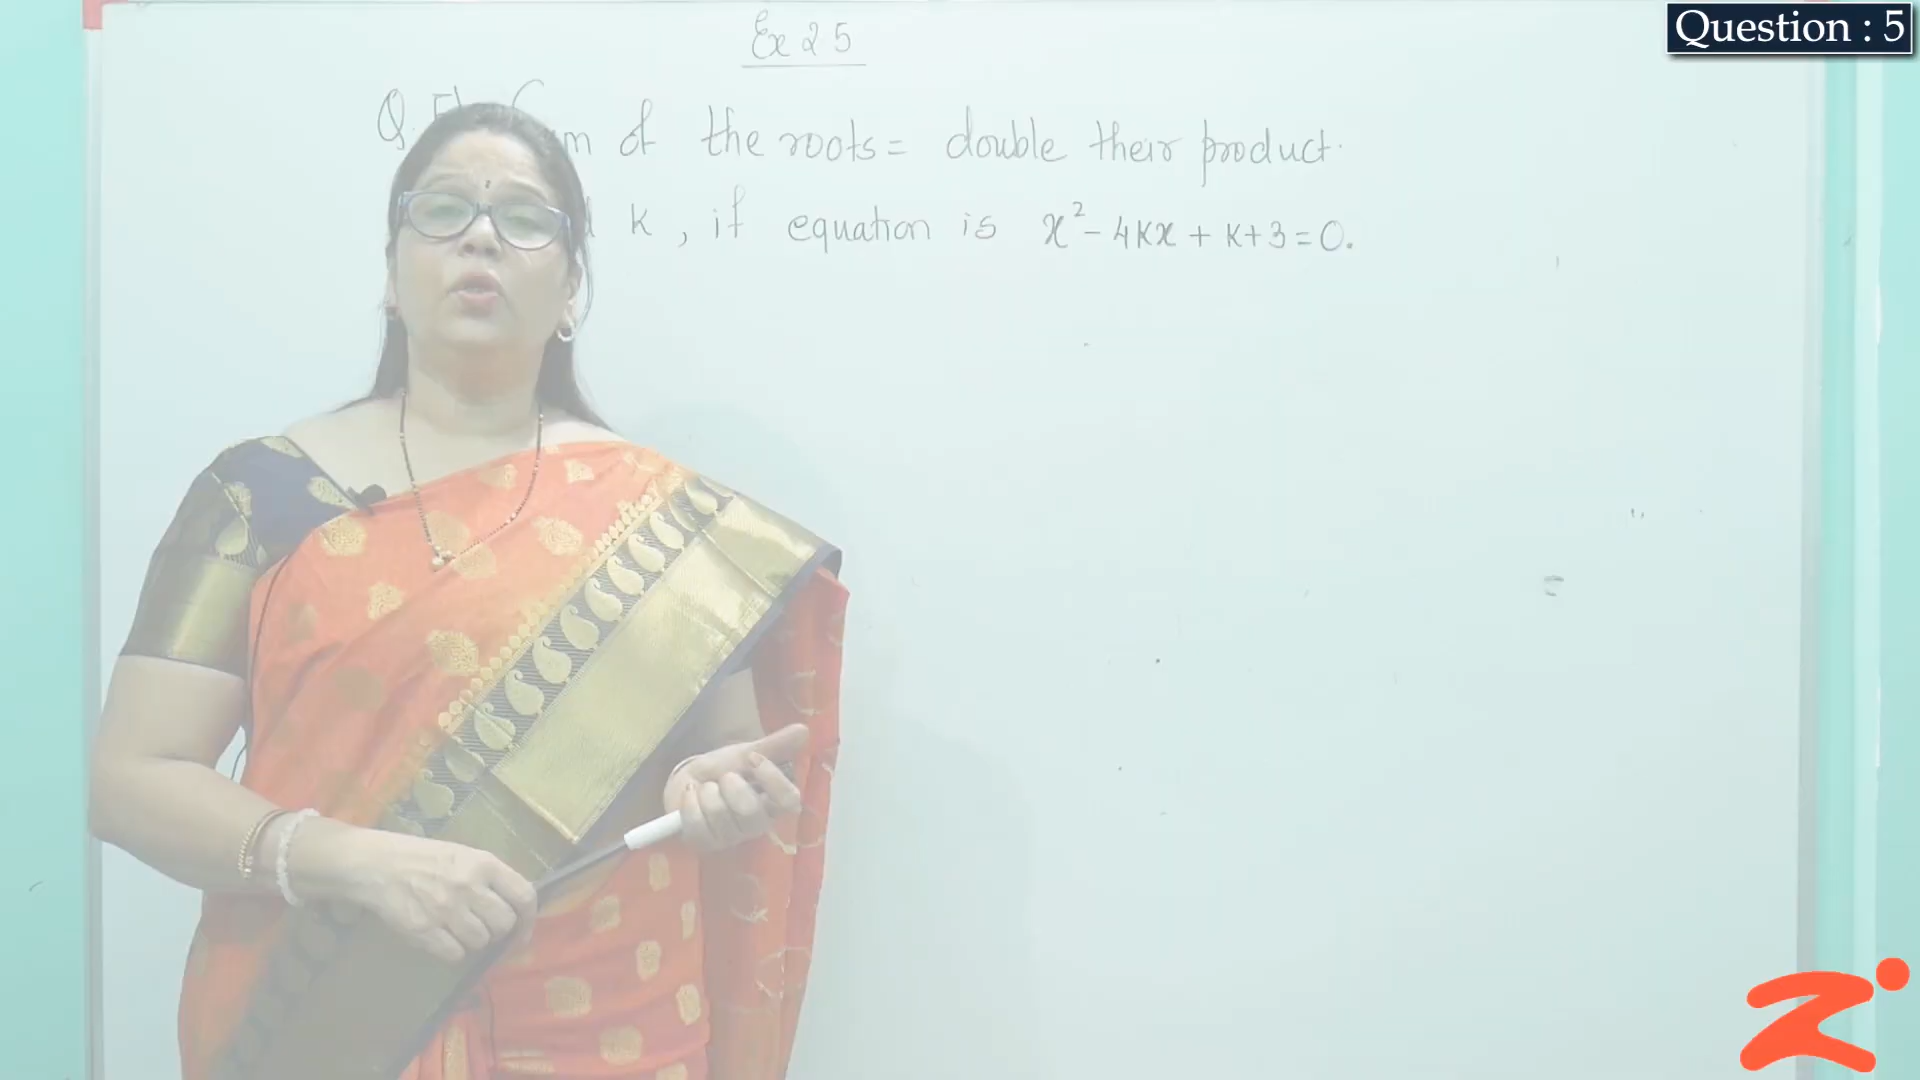 Question : 5
Ex 2 5
Q. of the roots = double their product.
K , if equation is x² - 4Kx + K+3 = 0.